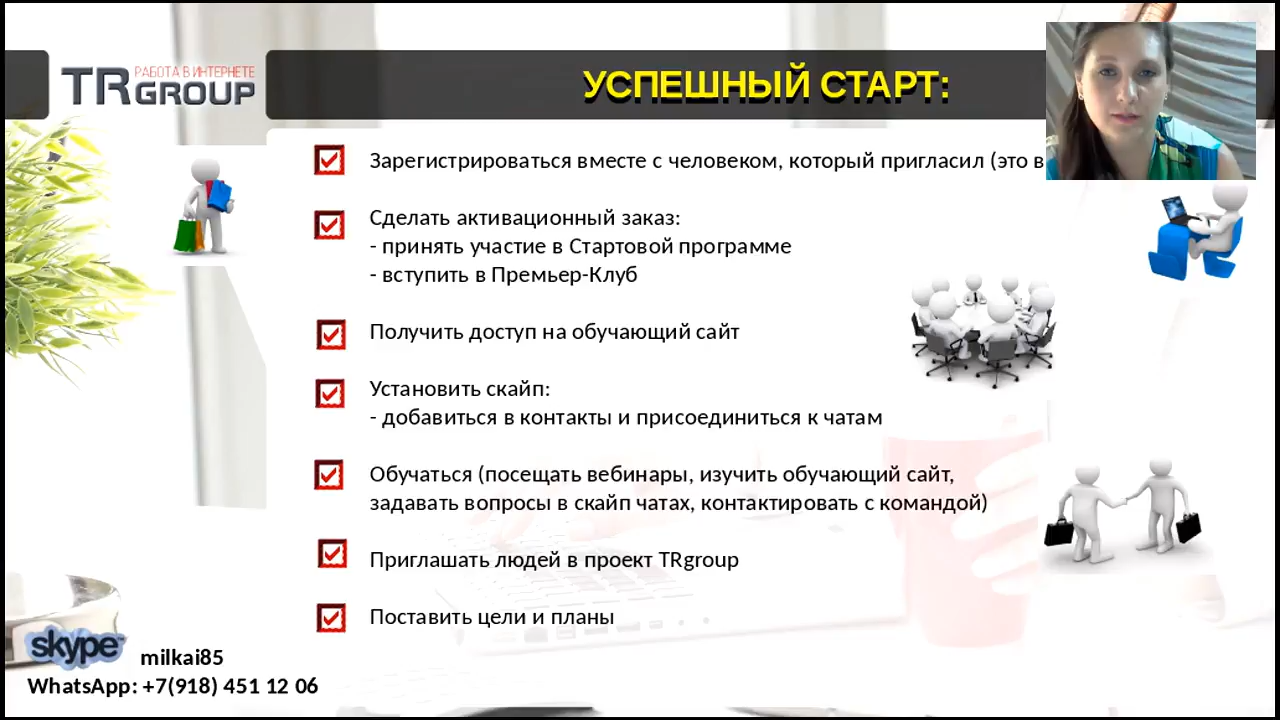 РАБОТА В ИНТЕРНЕТЕ
TRGROUP
УСПЕШНЫЙ СТАРТ:
Зарегистрироваться вместе с человеком, который пригласил (это в
Сделать активационный заказ:
- принять участие в Стартовой программе
- вступить в Премьер-Клуб
Получить доступ на обучающий сайт
Установить скайп:
- добавиться в контакты и присоединиться к чатам
Обучаться (посещать вебинары, изучить обучающий сайт,
задавать вопросы в скайп чатах, контактировать с командой)
Приглашать людей в проект TRgroup
Поставить цели и планы
skype
milkai85
WhatsApp: +7(918) 451 12 06